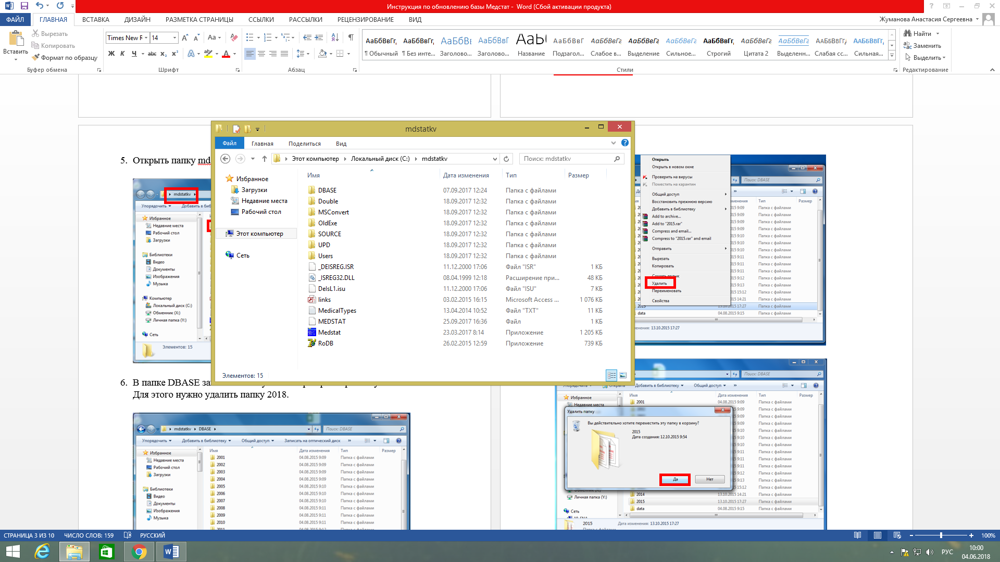 Инструкция по обновлению базы Медстат - Word (Сбой активации продукта)
ФАЙЛ ГЛАВНАЯ ВСТАВКА ДИЗАЙН РАЗМЕТКА СТРАНИЦЫ ССЫЛКИ РАССЫЛКИ РЕЦЕНЗИРОВАНИЕ ВИД
Жуманова Анастасия Сергеевна
Вставить
Вырезать
Копировать
Формат по образцу
Буфер обмена
Times New R 14
Шрифт
Абзац
АаБбВвГг, АаБбВвГг, АаБбВв АаБбВвГ АаБ АаБбВвГ АаБбВвГг АаБбВвГг АаБбВвГг АаБбВвГг, АаБбВвГг АаБбВвГг ААБбВвГг, ААБбВвГг,
¶ Обычный ¶ Без инте... Заголово... Заголово... Название Подзагол... Слабое в... Выделение Сильное... Строгий Цитата 2 Выделенн... Слабая сс... Сильная...
Стили
Найти
Заменить
Выделить
Редактирование
5. Открыть папку md
mdstatkv
Упорядочить Добавить в биб
Избранное
Недавние места
Рабочий стол
Загрузки
Библиотеки
Видео
Документы
Изображения
Музыка
Компьютер
Локальный диск (C:)
Обменник (X:)
Личная папка (Y:)
Сеть
Элементов: 15
mdstatkv
Файл Главная Поделиться Вид
Этот компьютер Локальный диск (C:) mdstatkv
Поиск: mdstatkv
Избранное
Загрузки
Недавние места
Рабочий стол
Этот компьютер
Сеть
Имя Дата изменения Тип Размер
DBASE 07.09.2017 12:24 Папка с файлами
Double 18.09.2017 12:32 Папка с файлами
MSConvert 18.09.2017 12:32 Папка с файлами
OldExe 18.09.2017 12:32 Папка с файлами
SOURCE 18.09.2017 12:32 Папка с файлами
UPD 18.09.2017 12:32 Папка с файлами
Users 18.09.2017 12:32 Папка с файлами
_DEISREG.ISR 11.12.2000 17:06 Файл "ISR" 1 КБ
_ISREG32.DLL 08.04.1999 12:18 Расширение при... 48 КБ
DelsL1.isu 11.12.2000 17:06 Файл "ISU" 7 КБ
links 03.02.2015 16:15 Microsoft Access ... 1 076 КБ
MedicalTypes 13.04.2014 10:52 Файл "TXT" 11 КБ
MEDSTAT 25.09.2017 16:36 Файл 1 КБ
Medstat 23.03.2017 8:14 Приложение 1 205 КБ
RoDB 26.02.2015 12:59 Приложение 739 КБ
Элементов: 15
Открыть
Открыть в новом окне
Проверить на вирусы
Поместить на карантин
Общий доступ
Восстановить прежнюю версию
Добавить в библиотеку
Add to archive...
Add to "2015.rar"
Compress and email...
Compress to "2015.rar" and email
Отправить
Вырезать
Копировать
Создать ярлык
Удалить
Переименовать
Свойства
Поиск: DBASE
Тип Размер
Папка с файлами
2015 13.10.2015 17:27 Папка с файлами
data 04.08.2015 9:15 Папка с файлами
13.10.2015 17:27
6. В папке DBASE
Для этого нужно удалить папку 2018.
mdstatkv DBASE
Поиск: DBASE
Упорядочить Добавить в библиотеку Общий доступ Записать на оптический диск
Избранное
Недавние места
Рабочий стол
Загрузки
Библиотеки
Видео
Документы
Изображения
Музыка
Имя Дата изменения Тип Размер
2001 04.08.2015 9:09 Папка с файлами
2002 04.08.2015 9:09 Папка с файлами
2003 04.08.2015 9:09 Папка с файлами
2004 04.08.2015 9:09 Папка с файлами
2005 04.08.2015 9:10 Папка с файлами
2006 04.08.2015 9:10 Папка с файлами
2007 04.08.2015 9:10 Папка с файлами
2008 04.08.2015 9:11 Папка с файлами
2009 04.08.2015 9:11 Папка с файлами
2010 04.08.2015 9:11 Папка с файлами
Поиск: DBASE
Упорядочить Открыть Добавить в библиотеку Общий доступ
Избранное
Недавние места
Имя Дата изменения Тип Размер
2001 04.08.2015 9:09 Папка с файлами
Удалить папку
Вы действительно хотите переместить эту папку в корзину?
2015
Дата создания: 12.10.2015 9:54
Да Нет
Личная папка (Y:)
Сеть
2014 13.10.2015 14:21 Папка с файлами
2015 13.10.2015 17:27 Папка с файлами
data 04.08.2015 9:15 Папка с файлами
2015 Дата изменения: 13.10.2015 17:27
Папка с файлами
СТРАНИЦА 3 ИЗ 10 ЧИСЛО СЛОВ: 159 РУССКИЙ
100%
РУС
10:00
04.06.2018